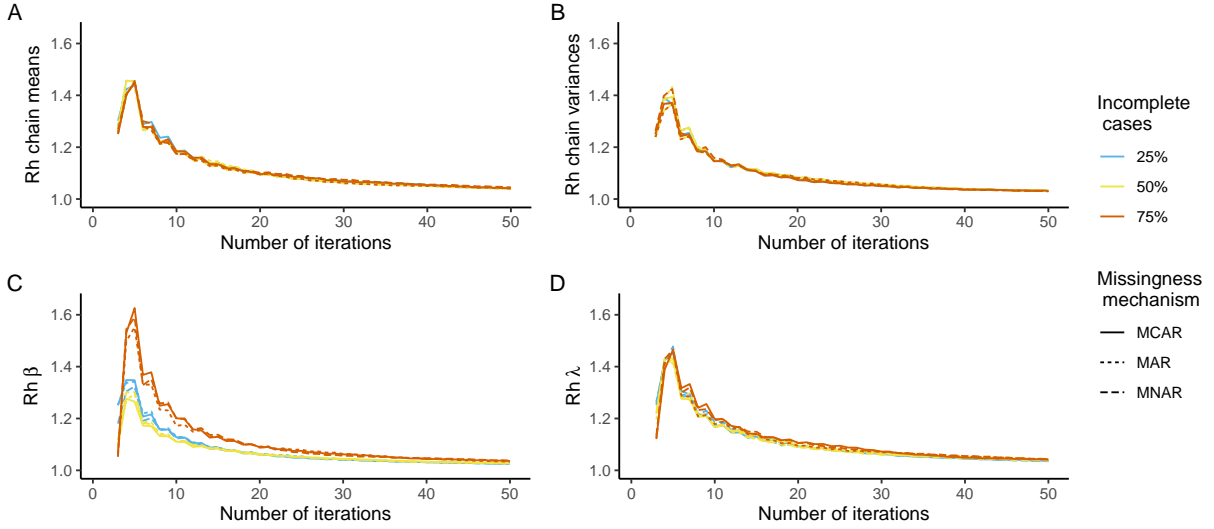 A
Rh chain means
1.6
1.4
1.2
1.0
0 10 20 30 40 50
Number of iterations
B
Rh chain variances
1.6
1.4
1.2
1.0
0 10 20 30 40 50
Number of iterations
C
Rh β
1.6
1.4
1.2
1.0
0 10 20 30 40 50
Number of iterations
D
Rh λ
1.6
1.4
1.2
1.0
0 10 20 30 40 50
Number of iterations
Incomplete
cases
25%
50%
75%
Missingness
mechanism
MCAR
MAR
MNAR